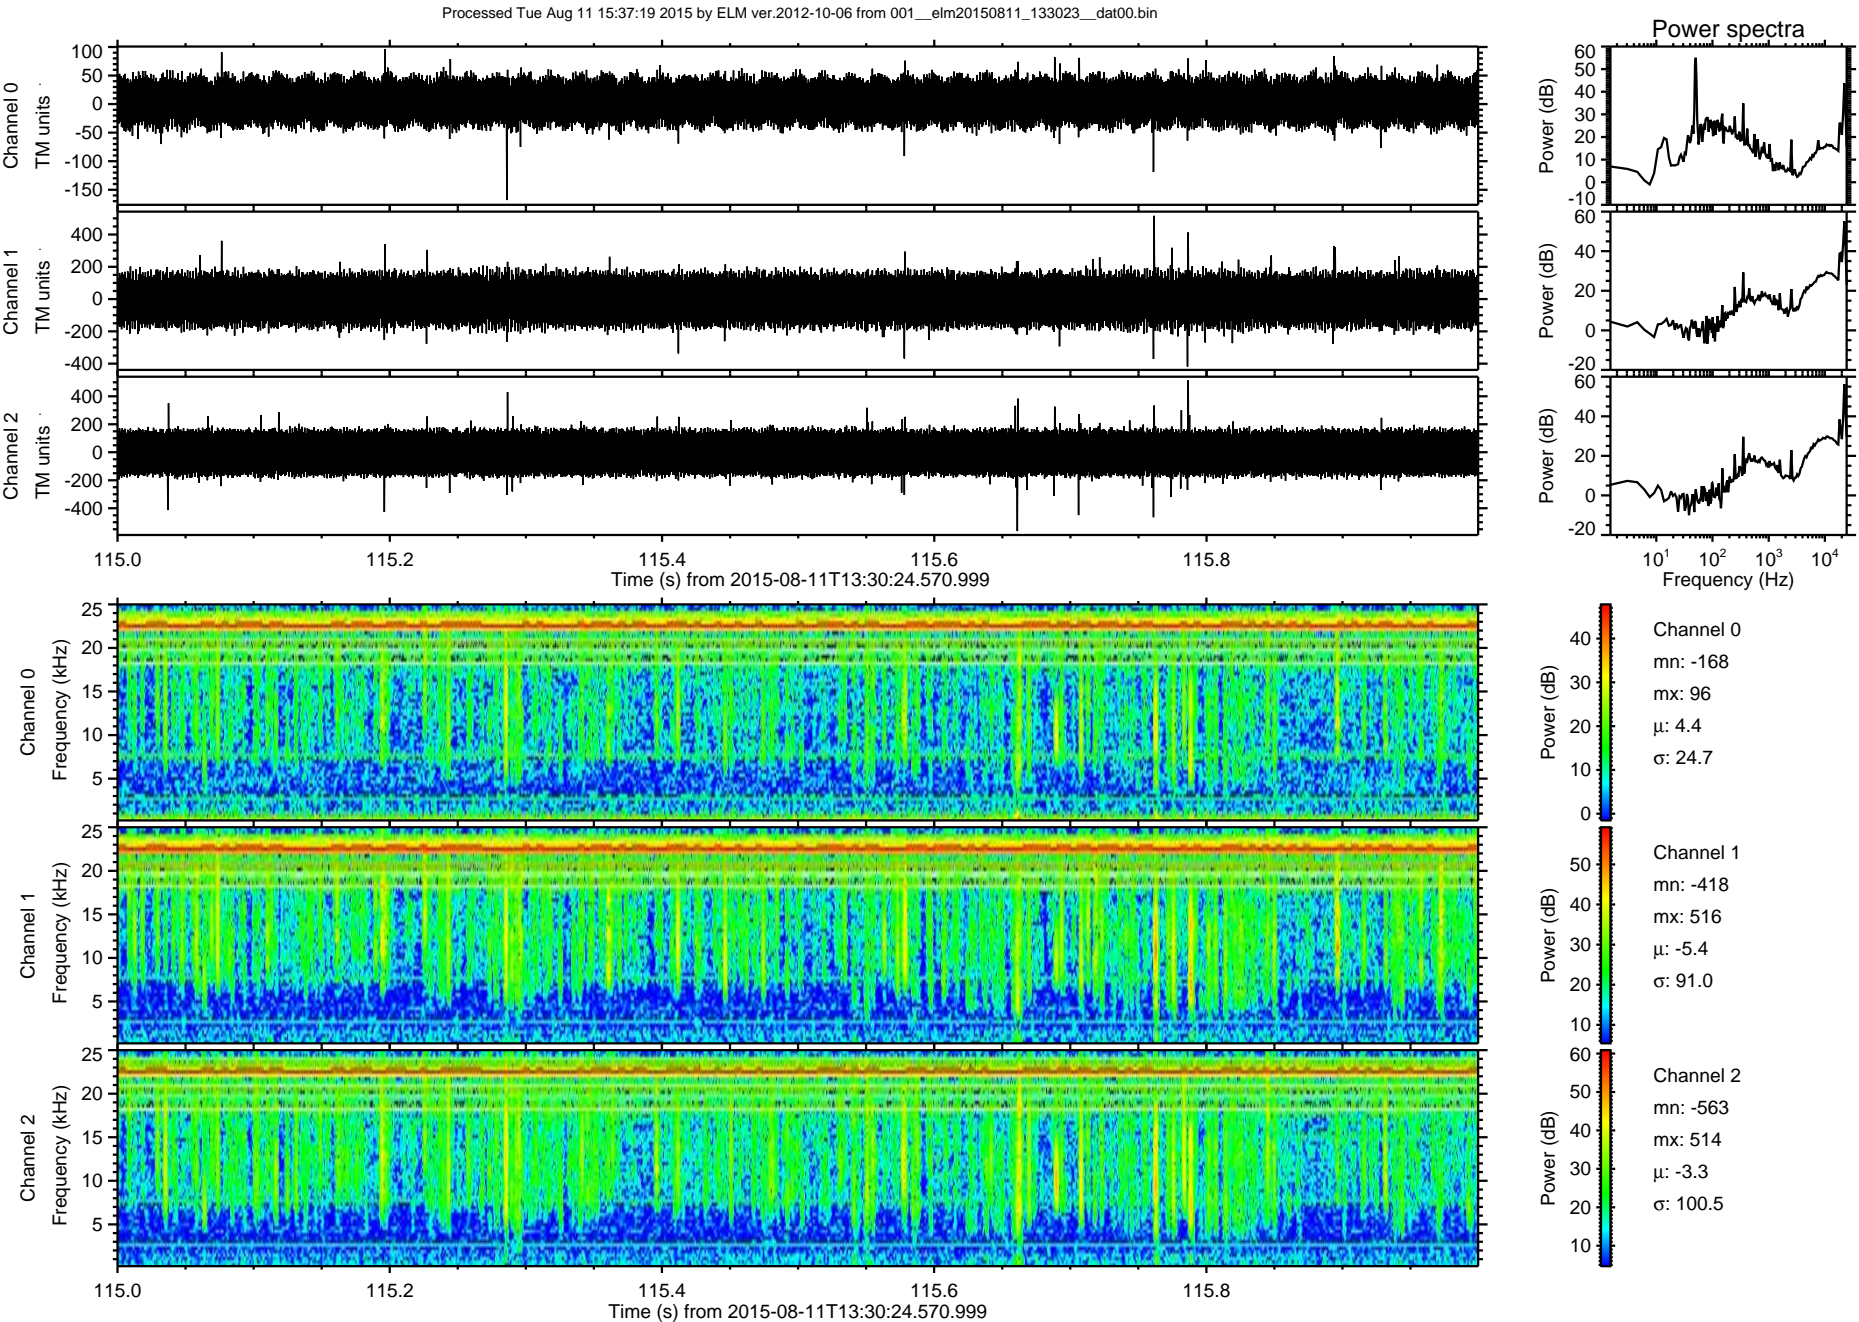 Processed Tue Aug 11 15:37:19 2015 by ELM ver.2012-10-06 from 001__elm20150811_133023__dat00.bin
Power spectra
Channel 0
TM units
100
50
0
-50
-100
-150
Power (dB)
60
50
40
30
20
10
0
-10
Channel 1
TM units
400
200
0
-200
-400
Power (dB)
60
40
20
0
-20
Channel 2
TM units
400
200
0
-200
-400
Power (dB)
60
40
20
0
-20
115.0 115.2 115.4 115.6 115.8
Time (s) from 2015-08-11T13:30:24.570.999
10¹ 10² 10³ 10⁴
Frequency (Hz)
Channel 0
Frequency (kHz)
25
20
15
10
5
Power (dB)
40
30
20
10
0
Channel 0
mn: -168
mx: 96
μ: 4.4
σ: 24.7
Channel 1
Frequency (kHz)
25
20
15
10
5
Power (dB)
50
40
30
20
10
Channel 1
mn: -418
mx: 516
μ: -5.4
σ: 91.0
Channel 2
Frequency (kHz)
25
20
15
10
5
Power (dB)
60
50
40
30
20
10
Channel 2
mn: -563
mx: 514
μ: -3.3
σ: 100.5
115.0 115.2 115.4 115.6 115.8
Time (s) from 2015-08-11T13:30:24.570.999